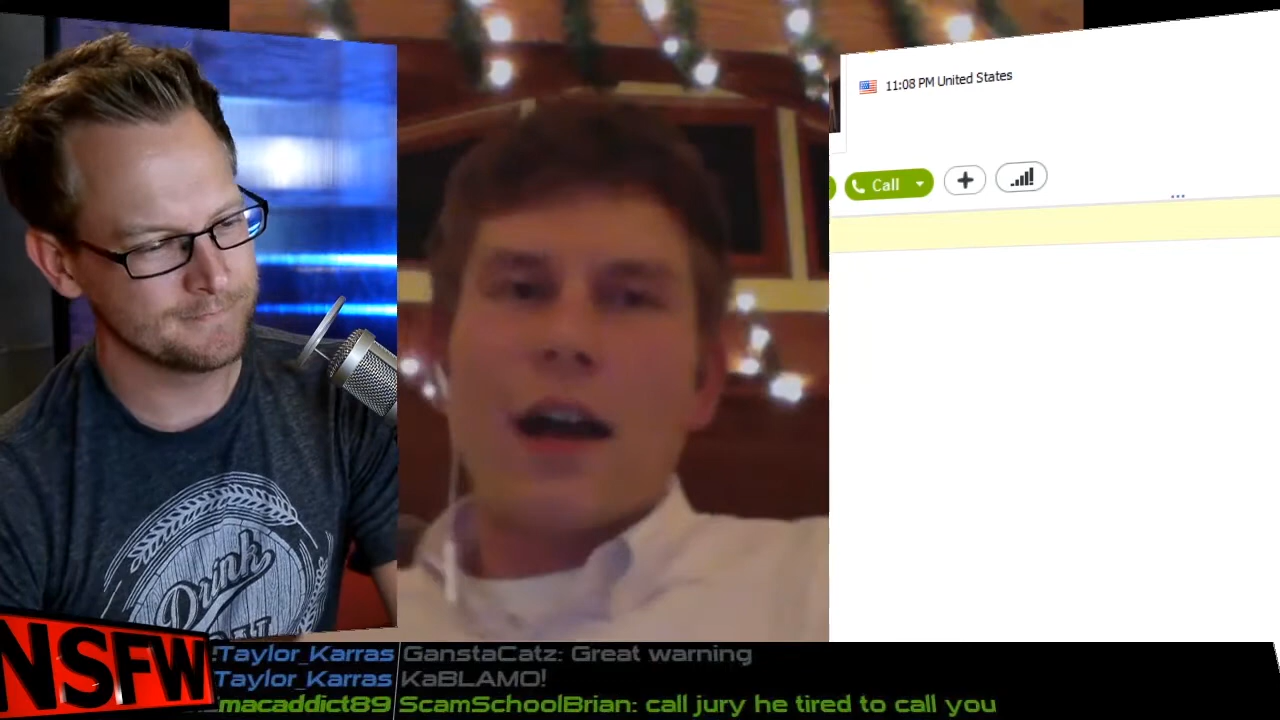 11:08 PM United States
Call
Drink
NSFW
Taylor_Karras GanstaCatz: Great warning
Taylor_Karras KaBLAMO!
macaddict89 ScamSchoolBrian: call jury he tired to call you